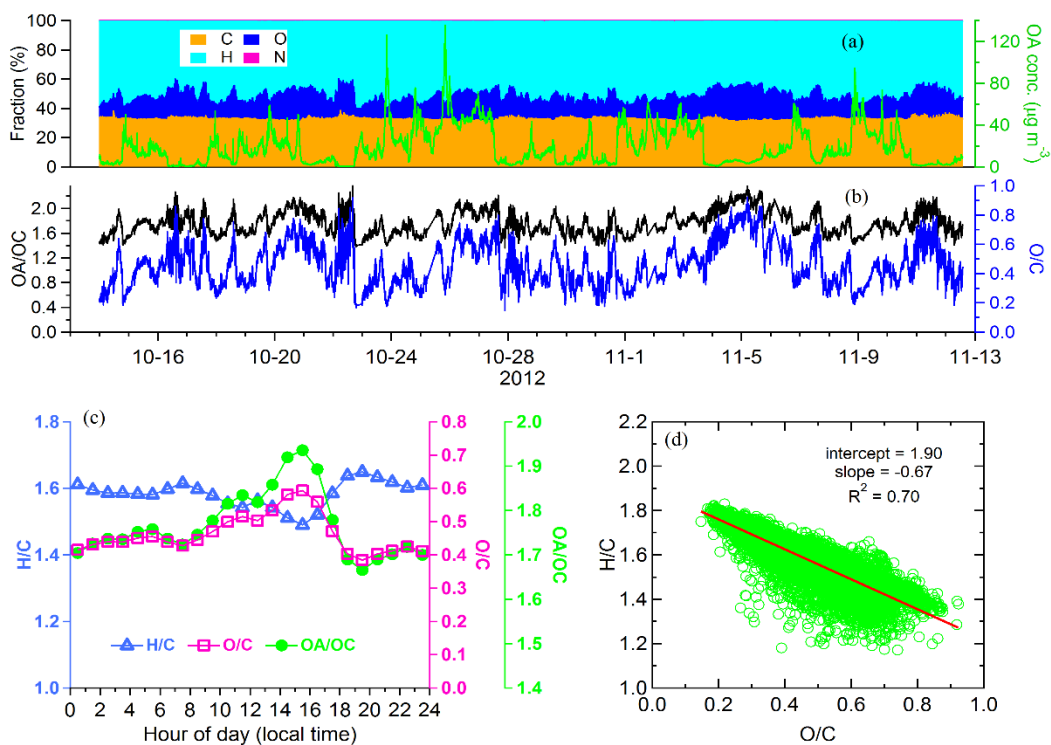 100
80
60
40
20
0
Fraction (%)
C O
H N
(a)
140
120
80
40
0
OA conc. (μg m⁻³)
2.0
1.6
1.2
0.8
0.4
0.0
OA/OC
(b)
1.0
0.8
0.6
0.4
0.2
0.0
O/C
10-16 10-20 10-24 10-28 11-1 11-5 11-9 11-13
2012
(c)
1.8
1.6
1.4
1.2
1.0
H/C
0.8
0.7
0.6
0.5
0.4
0.3
0.2
0.1
0.0
O/C
2.0
1.9
1.8
1.7
1.6
1.5
1.4
OA/OC
H/C O/C OA/OC
0 2 4 6 8 10 12 14 16 18 20 22 24
Hour of day (local time)
(d)
intercept = 1.90
slope = -0.67
R² = 0.70
2.2
2.0
1.8
1.6
1.4
1.2
1.0
H/C
0.0 0.2 0.4 0.6 0.8 1.0
O/C